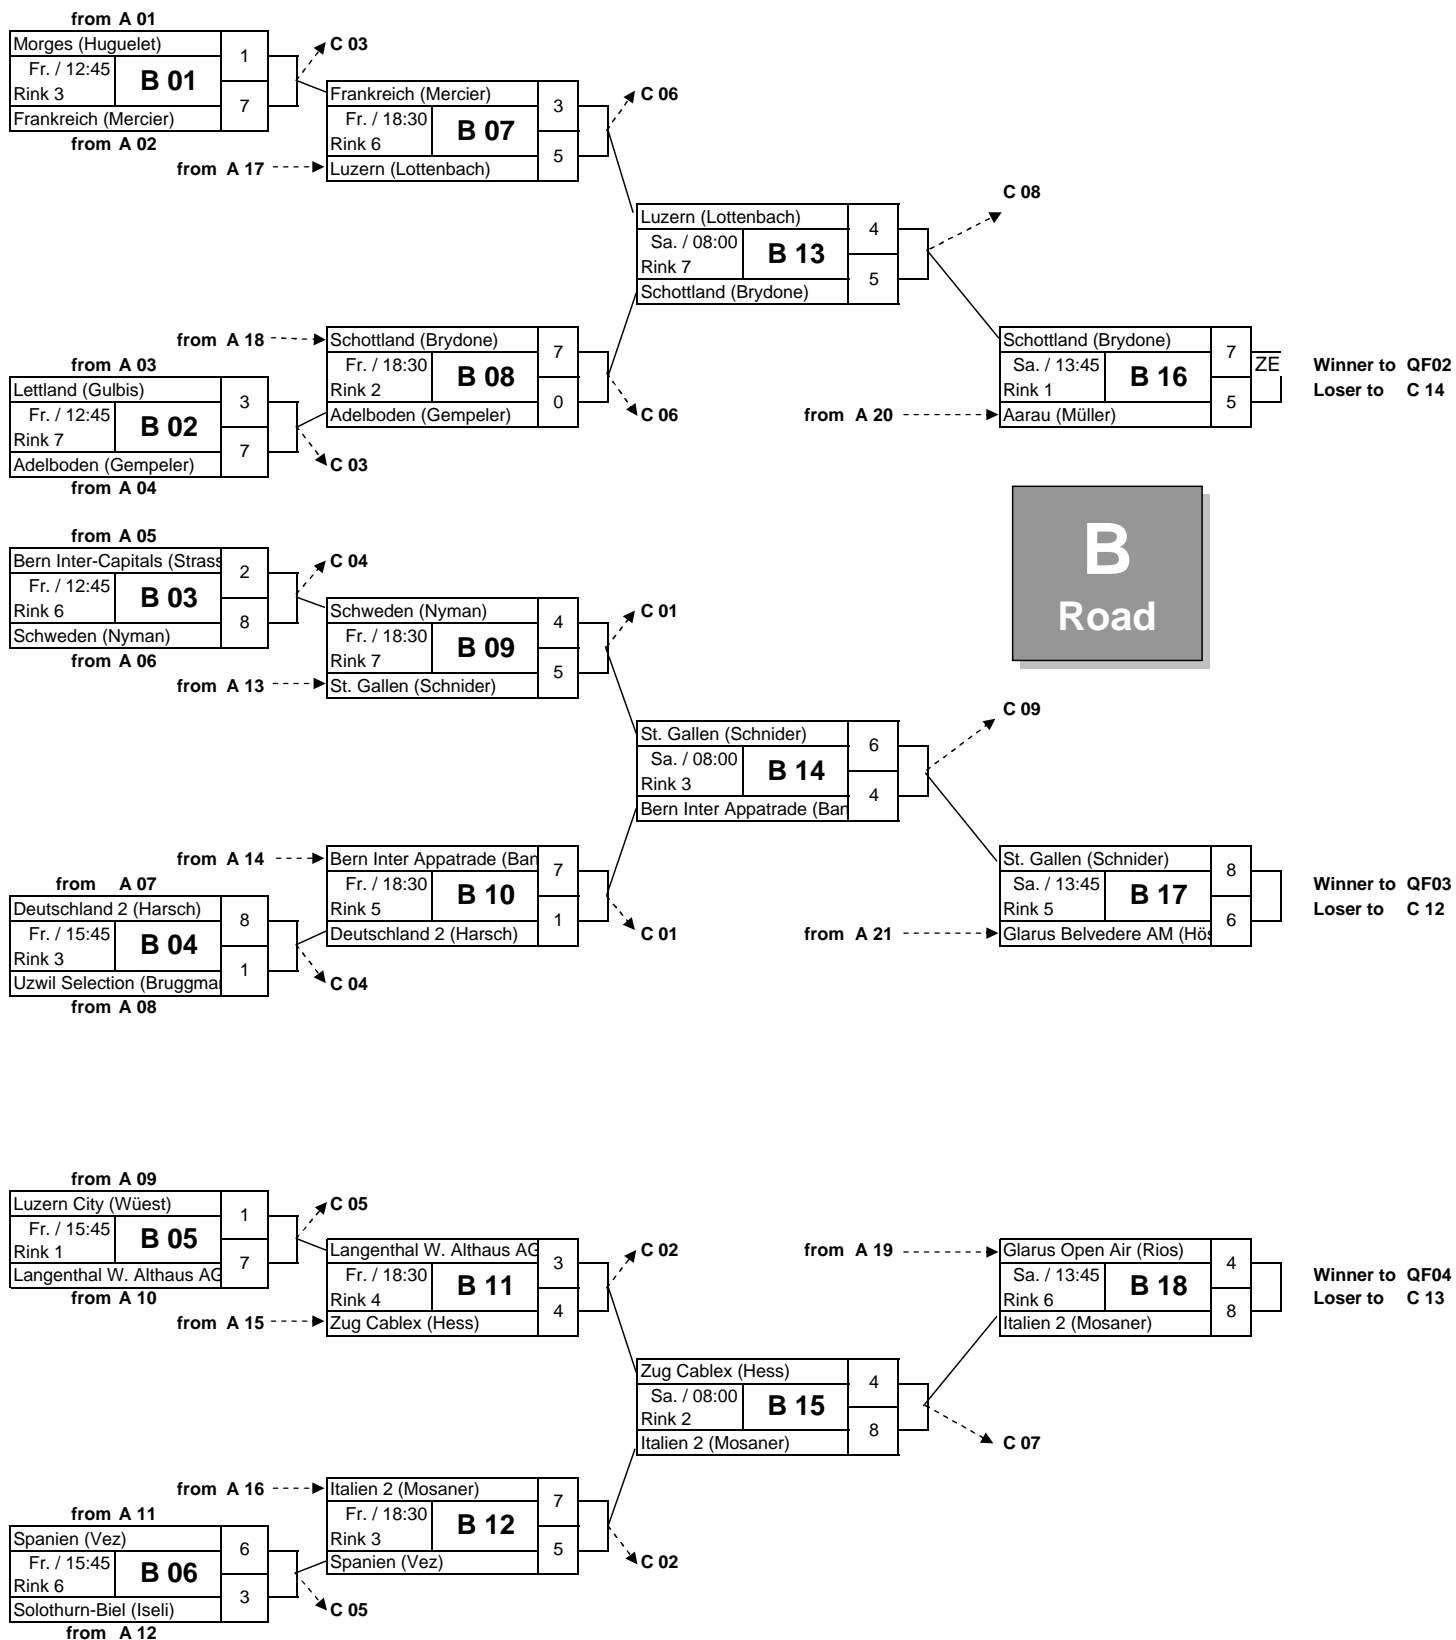 from A 01
Morges (Huguelet)
1
Fr. / 12:45
Rink 3
B 01
7
Frankreich (Mercier)
from A 02
C 03
Frankreich (Mercier)
3
Fr. / 18:30
Rink 6
B 07
5
from A 17
Luzern (Lottenbach)
C 06
Luzern (Lottenbach)
4
Sa. / 08:00
Rink 7
B 13
5
Schottland (Brydone)
C 08
from A 18
Schottland (Brydone)
7
Fr. / 18:30
Rink 2
B 08
0
Adelboden (Gempeler)
C 06
from A 03
Lettland (Gulbis)
3
Fr. / 12:45
Rink 7
B 02
7
Adelboden (Gempeler)
from A 04
C 03
Schottland (Brydone)
7
ZE
Sa. / 13:45
Rink 1
B 16
5
from A 20
Aarau (Müller)
Winner to QF02
Loser to C 14
B
Road
from A 05
Bern Inter-Capitals (Strass
2
Fr. / 12:45
Rink 6
B 03
8
Schweden (Nyman)
from A 06
C 04
Schweden (Nyman)
4
Fr. / 18:30
Rink 7
B 09
5
from A 13
St. Gallen (Schnider)
C 01
St. Gallen (Schnider)
6
Sa. / 08:00
Rink 3
B 14
4
Bern Inter Appatrade (Ban
C 09
from A 14
Bern Inter Appatrade (Ban
7
Fr. / 18:30
Rink 5
B 10
1
Deutschland 2 (Harsch)
C 01
from A 07
Deutschland 2 (Harsch)
8
Fr. / 15:45
Rink 3
B 04
1
Uzwil Selection (Bruggma
from A 08
C 04
St. Gallen (Schnider)
8
Sa. / 13:45
Rink 5
B 17
6
from A 21
Glarus Belvedere AM (Hös
Winner to QF03
Loser to C 12
from A 09
Luzern City (Wüest)
1
Fr. / 15:45
Rink 1
B 05
7
Langenthal W. Althaus AG
from A 10
C 05
Langenthal W. Althaus AG
3
Fr. / 18:30
Rink 4
B 11
4
from A 15
Zug Cablex (Hess)
C 02
from A 19
Glarus Open Air (Rios)
4
Sa. / 13:45
Rink 6
B 18
8
Italien 2 (Mosaner)
Winner to QF04
Loser to C 13
Zug Cablex (Hess)
4
Sa. / 08:00
Rink 2
B 15
8
Italien 2 (Mosaner)
C 07
from A 16
Italien 2 (Mosaner)
7
Fr. / 18:30
Rink 3
B 12
5
Spanien (Vez)
C 02
from A 11
Spanien (Vez)
6
Fr. / 15:45
Rink 6
B 06
3
Solothurn-Biel (Iseli)
from A 12
C 05